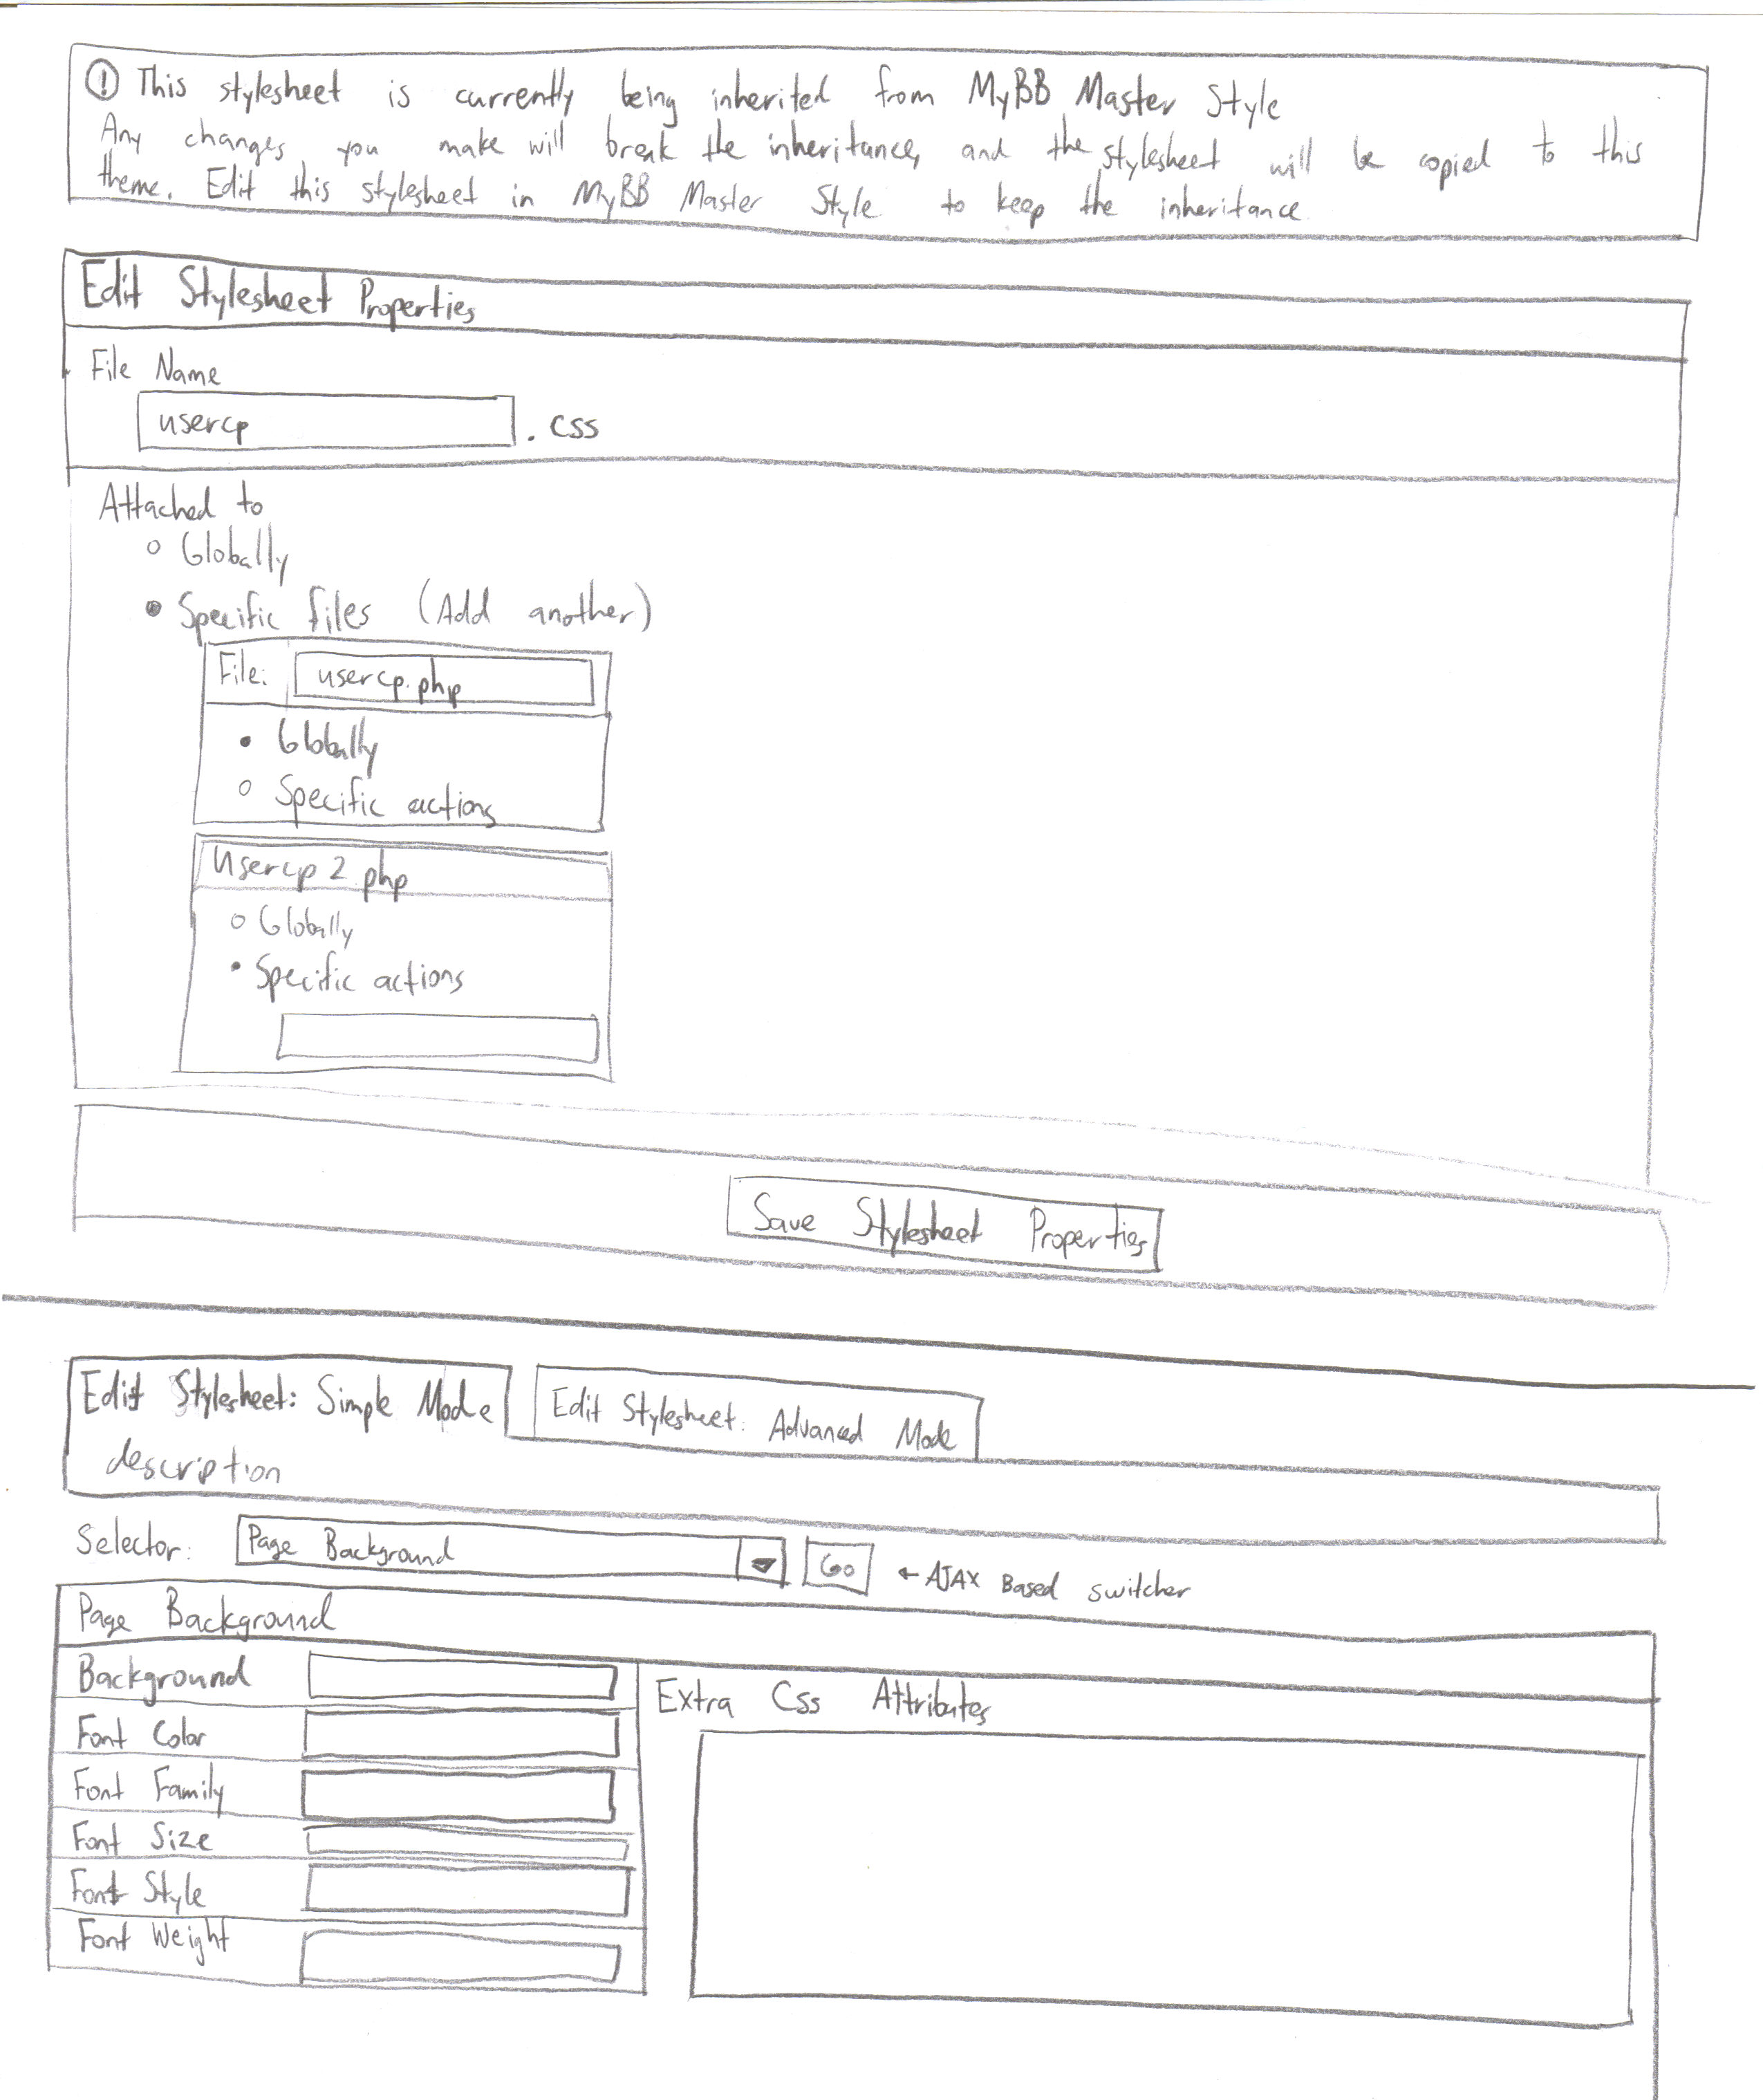 ! This stylesheet is currently being inherited from MyBB Master Style
Any changes you make will break the inheritance, and the stylesheet will be copied to this
theme. Edit this stylesheet in MyBB Master Style to keep the inheritance.
Edit Stylesheet Properties
File Name
usercp .css
Attached to
Globally
Specific files (Add another)
File: usercp.php
Globally
Specific actions
Usercp2.php
Globally
Specific actions
Save Stylesheet Properties
Edit Stylesheet: Simple Mode
Edit Stylesheet: Advanced Mode
description
Selector: Page Background Go ← AJAX Based switcher
Page Background
Background
Extra Css Attributes
Font Color
Font Family
Font Size
Font Style
Font Weight